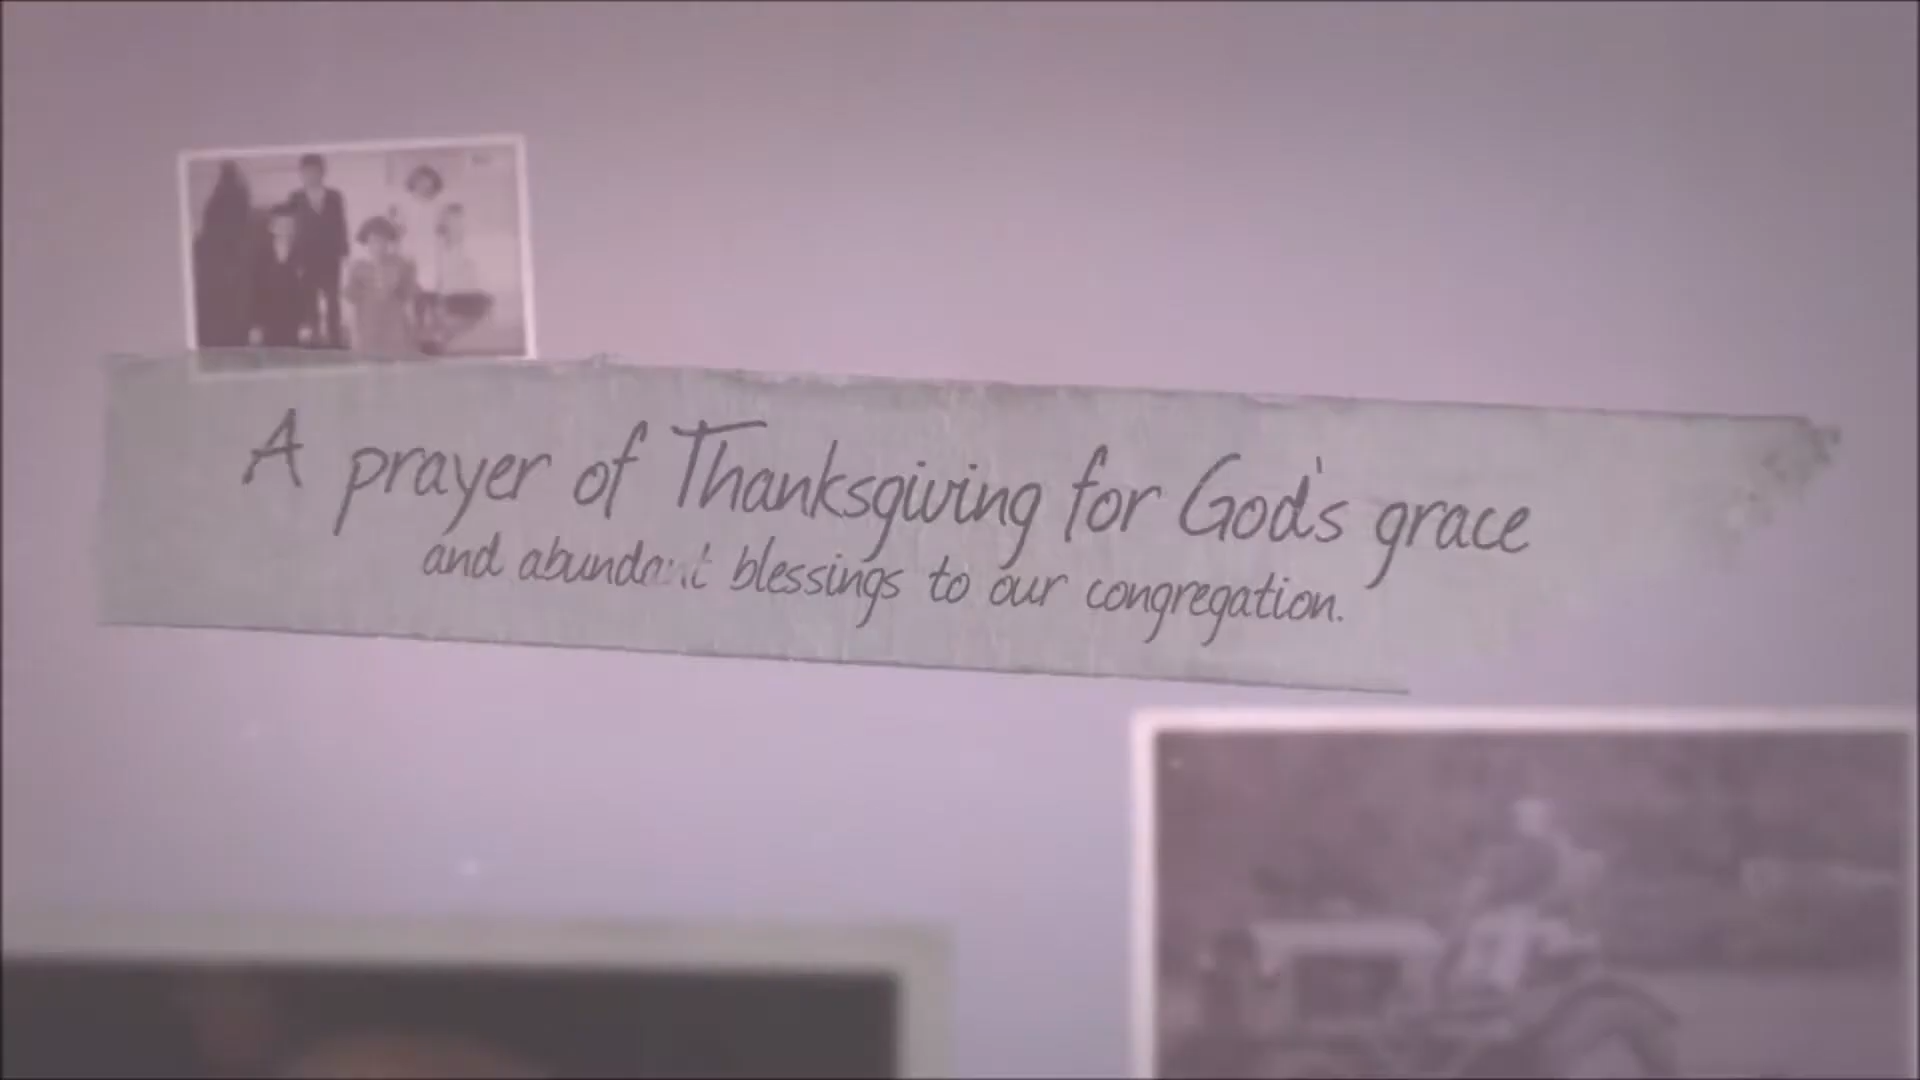 A prayer of Thanksgiving for God's grace
and abundant blessings to our congregation.